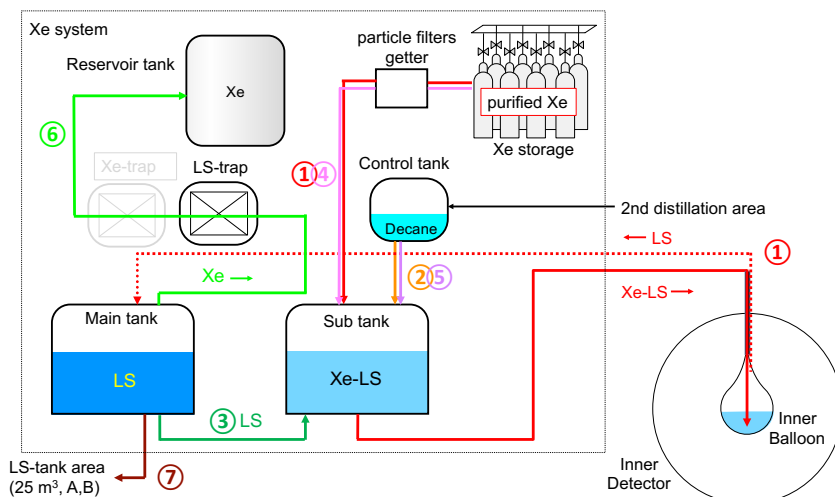 Xe system
particle filters
getter
Reservoir tank
Xe
purified Xe
Xe storage
⑥
Xe-trap
LS-trap
①④
Control tank
Decane
2nd distillation area
LS
①
Xe
②⑤
Xe-LS
Main tank
Sub tank
LS
Xe-LS
③ LS
Inner
Balloon
Inner
Detector
LS-tank area
(25 m³, A,B)
⑦